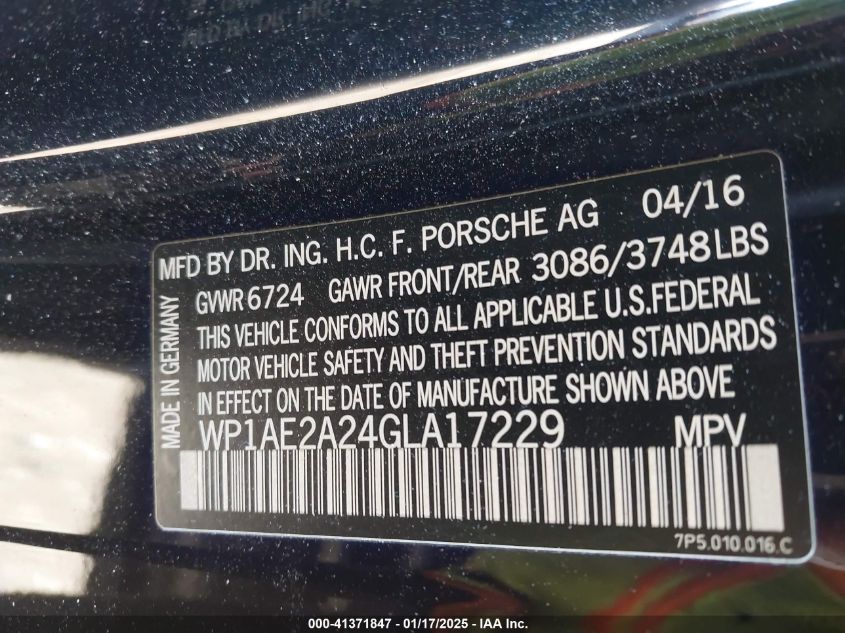 MFD BY DR. ING. H.C. F. PORSCHE AG 04/16
GVWR 6724 GAWR FRONT/REAR 3086/3748LBS
THIS VEHICLE CONFORMS TO ALL APPLICABLE U.S. FEDERAL
MOTOR VEHICLE SAFETY AND THEFT PREVENTION STANDARDS
IN EFFECT ON THE DATE OF MANUFACTURE SHOWN ABOVE
MADE IN GERMANY
WP1AE2A24GLA17229 MPV
7P5.010.016.C
000-41371847 — 01/17/2025 — IAA Inc.